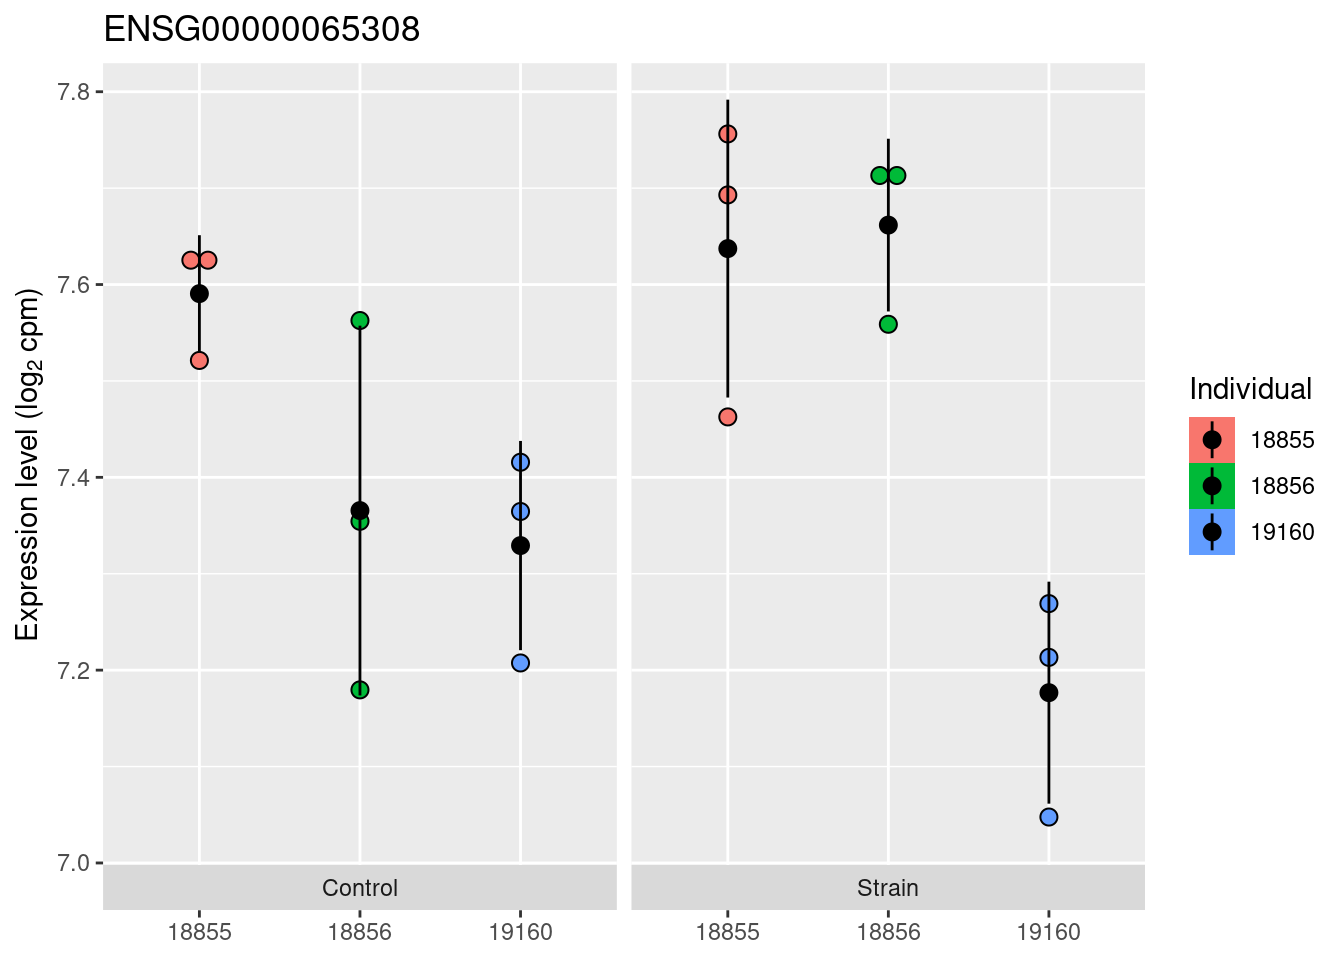 ENSG00000065308
Expression level (log₂ cpm)
7.8
7.6
7.4
7.2
7.0
Control
Strain
18855
18856
19160
18855
18856
19160
Individual
18855
18856
19160